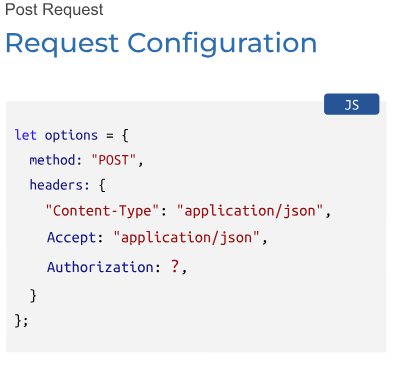 Post Request
Request Configuration
JS
let options = {
  method: "POST",
  headers: {
    "Content-Type": "application/json",
    Accept: "application/json",
    Authorization: ?,
  }
};